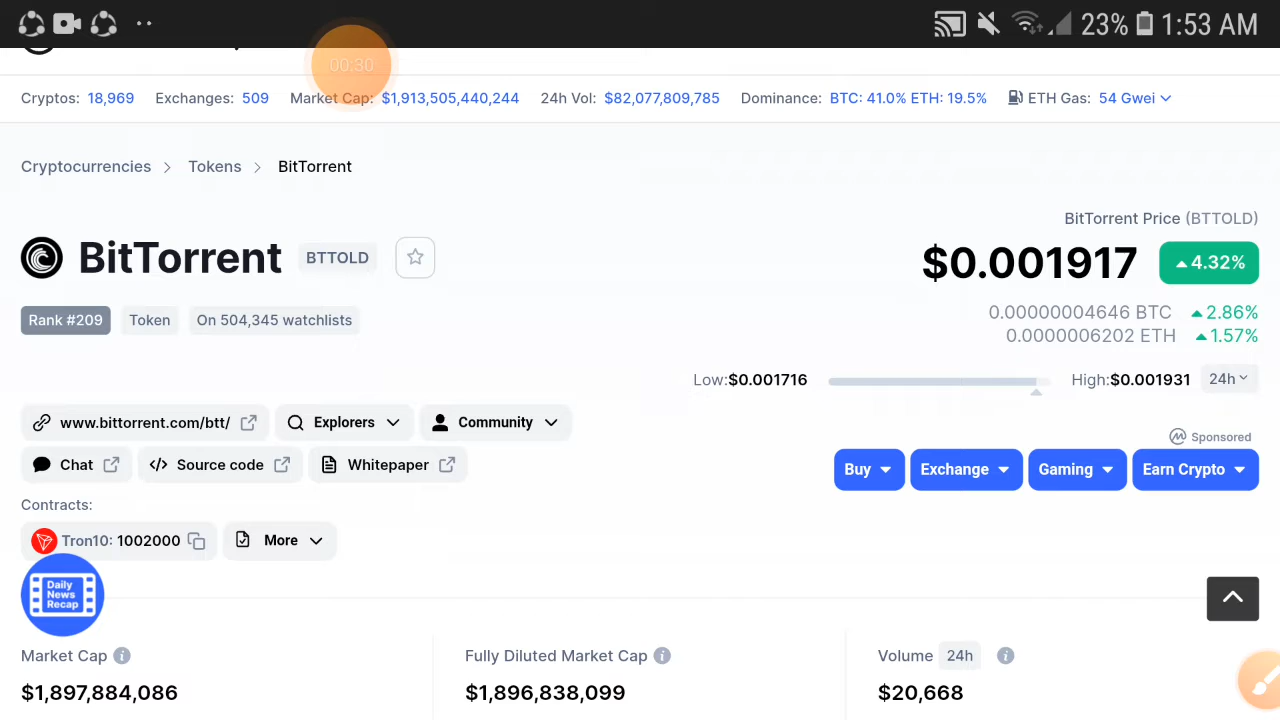 23% 1:53 AM
00:30
Cryptos: 18,969 Exchanges: 509 Market Cap: $1,913,505,440,244 24h Vol: $82,077,809,785 Dominance: BTC: 41.0% ETH: 19.5% ETH Gas: 54 Gwei
Cryptocurrencies > Tokens > BitTorrent
BitTorrent Price (BTTOLD)
BitTorrent BTTOLD
$0.001917 4.32%
Rank #209 Token On 504,345 watchlists
0.00000004646 BTC 2.86%
0.0000006202 ETH 1.57%
Low:$0.001716 High:$0.001931 24h
www.bittorrent.com/btt/ Explorers Community
Sponsored
Chat Source code Whitepaper
Buy Exchange Gaming Earn Crypto
Contracts:
Tron10: 1002000 More
Daily
News
Recap
Market Cap Fully Diluted Market Cap Volume 24h
$1,897,884,086 $1,896,838,099 $20,668